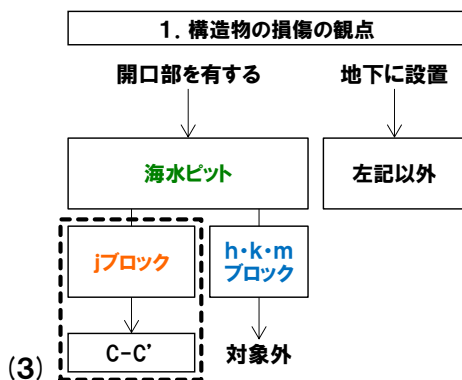 1．構造物の損傷の観点
開口部を有する
地下に設置
海水ピット
左記以外
jブロック
h・k・m
ブロック
C-C’
対象外
(3)